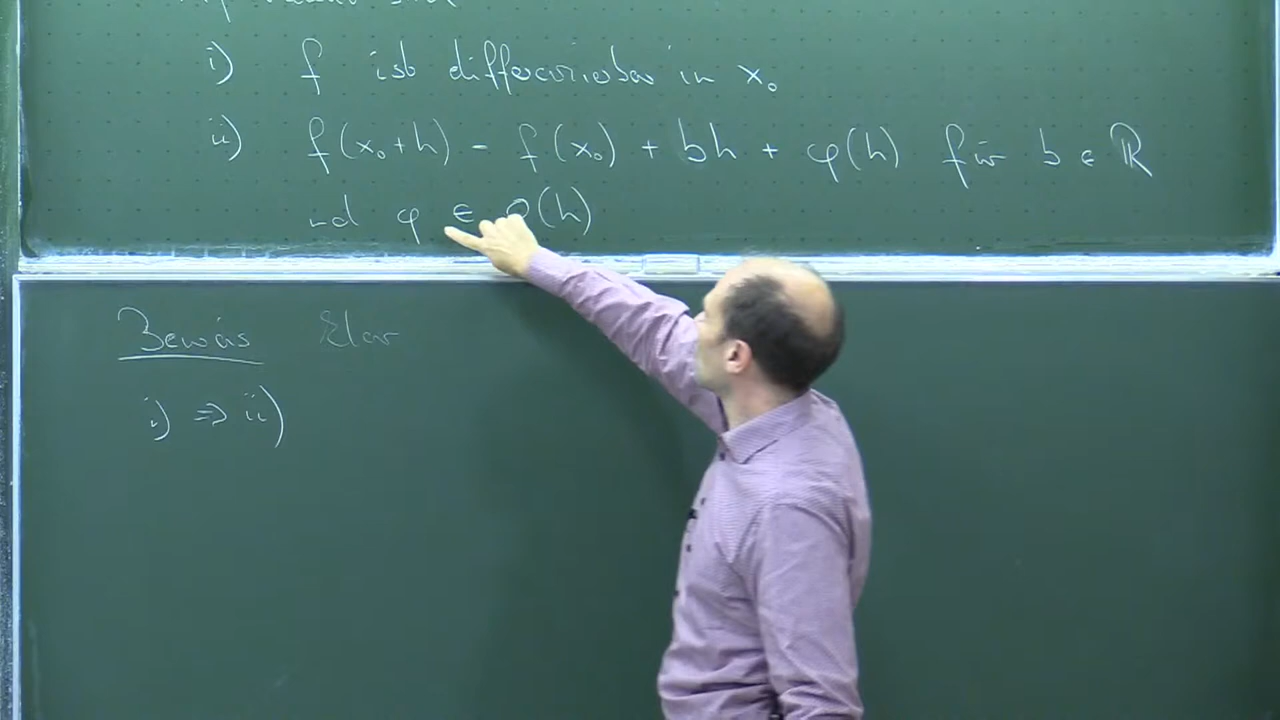 i) f ist differenzierbar in x₀
ii) f(x₀+h) = f(x₀) + bh + φ(h) für b ∈ ℝ
und φ ∈ o(h)
Beweis Klar
i) ⇒ ii)